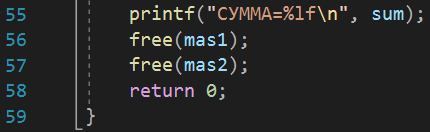 55 printf("СУММА=%lf\n", sum);
56 free(mas1);
57 free(mas2);
58 return 0;
59 }